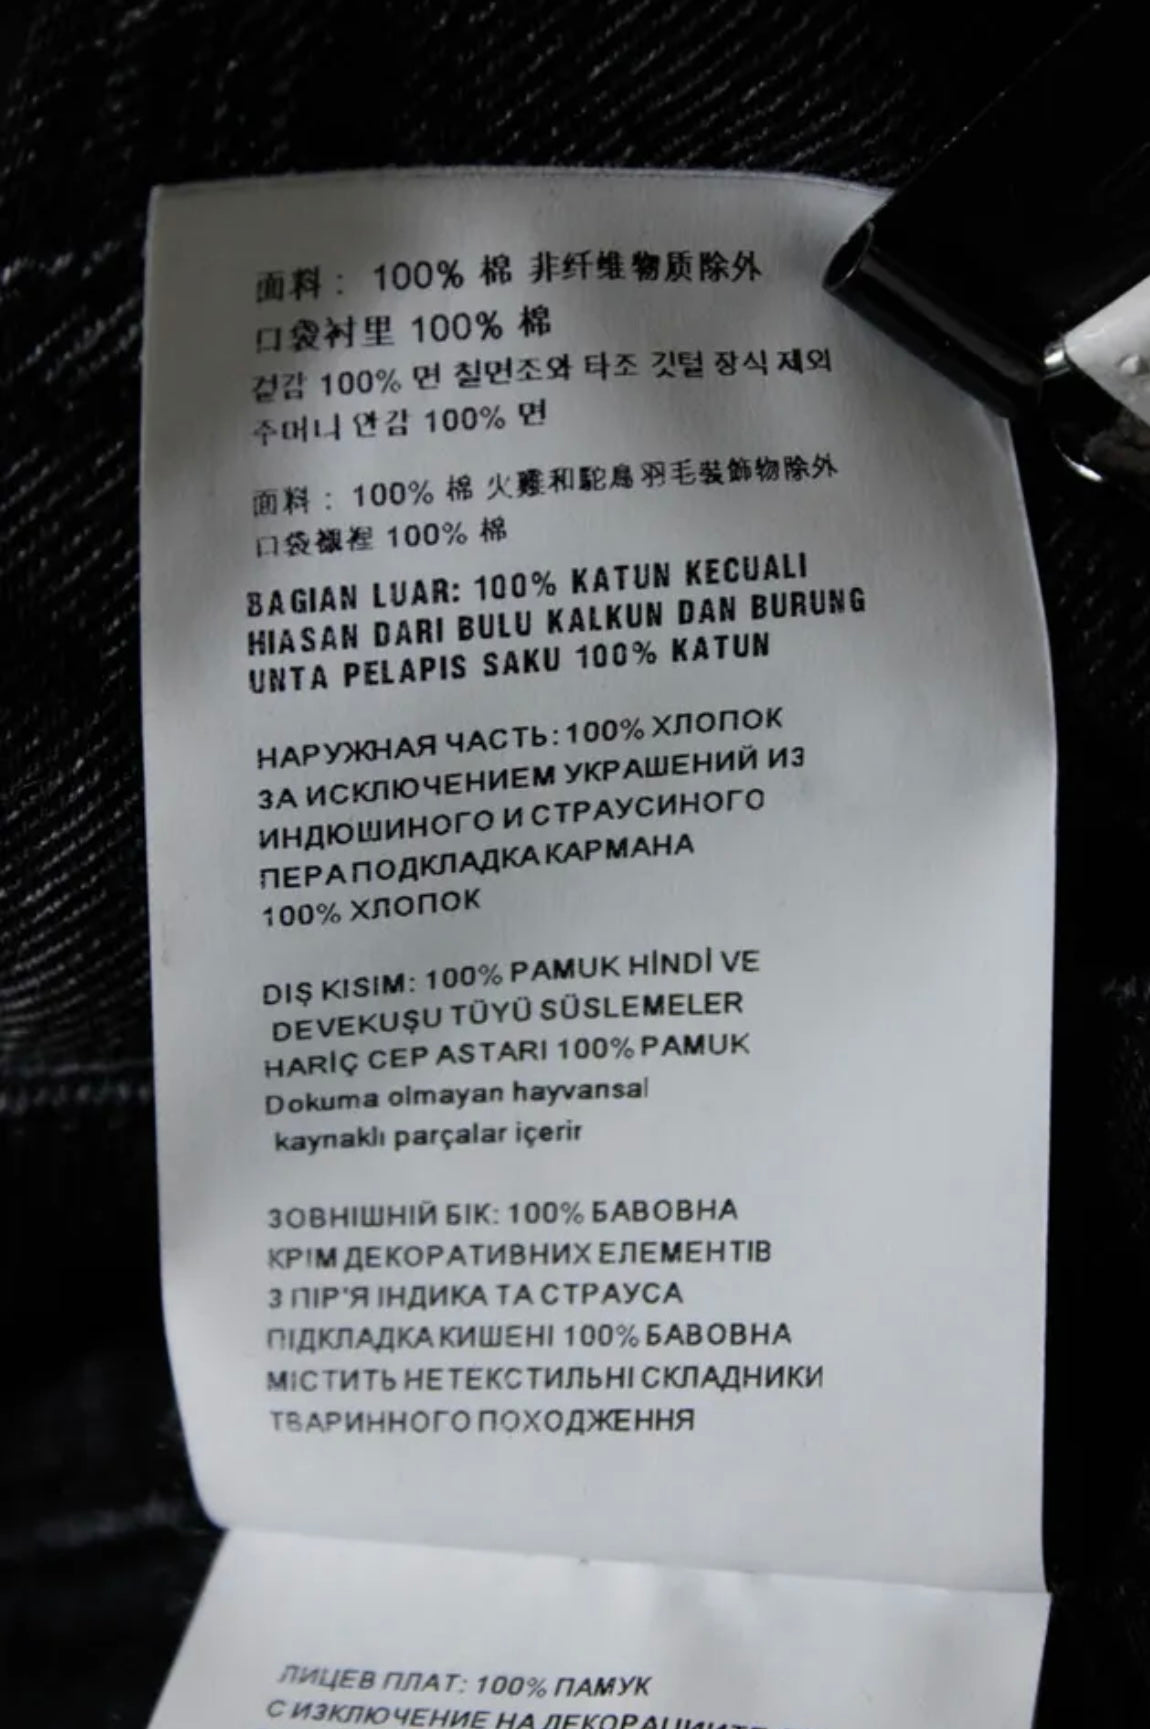 面料： 100% 棉 非纤维物质除外
口袋衬里 100% 棉
겉감 100% 면 칠면조와 타조 깃털 장식 제외
주머니 안감 100% 면
面料： 100% 棉 火雞和駝鳥羽毛裝飾物除外
口袋襯裡 100% 棉
BAGIAN LUAR: 100% KATUN KECUALI
HIASAN DARI BULU KALKUN DAN BURUNG
UNTA PELAPIS SAKU 100% KATUN
НАРУЖНАЯ ЧАСТЬ: 100% ХЛОПОК
ЗА ИСКЛЮЧЕНИЕМ УКРАШЕНИЙ ИЗ
ИНДЮШИНОГО И СТРАУСИНОГО
ПЕРА ПОДКЛАДКА КАРМАНА
100% ХЛОПОК
DIŞ KISIM: 100% PAMUK HİNDİ VE
DEVEKUŞU TÜYÜ SÜSLEMELER
HARİÇ CEP ASTARI 100% PAMUK
Dokuma olmayan hayvansal
kaynaklı parçalar içerir
ЗОВНІШНІЙ БІК: 100% БАВОВНА
КРІМ ДЕКОРАТИВНИХ ЕЛЕМЕНТІВ
З ПІР'Я ІНДИКА ТА СТРАУСА
ПІДКЛАДКА КИШЕНІ 100% БАВОВНА
МІСТИТЬ НЕТЕКСТИЛЬНІ СКЛАДНИКИ
ТВАРИННОГО ПОХОДЖЕННЯ
ЛИЦЕВ ПЛАТ: 100% ПАМУК
С ИЗКЛЮЧЕНИЕ НА